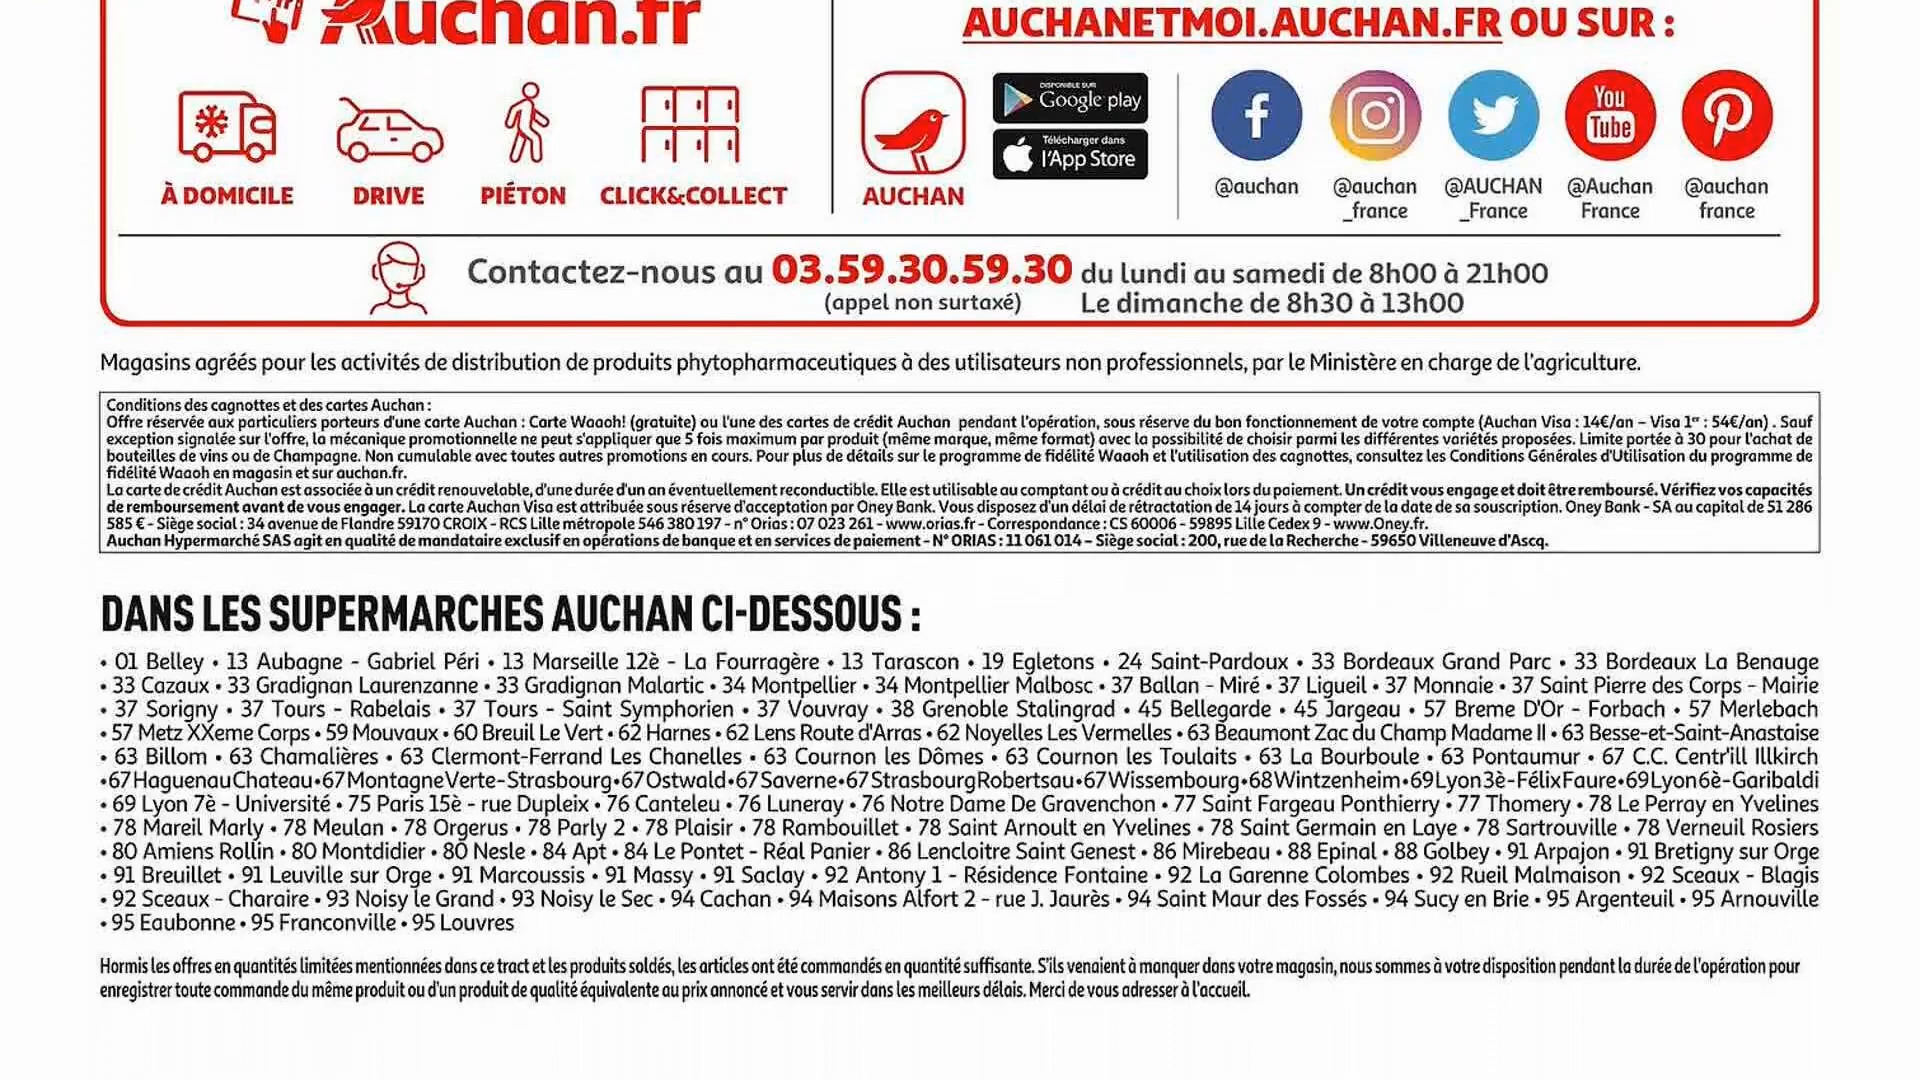 Auchan.fr
AUCHANETMOI.AUCHAN.FR OU SUR :
À DOMICILE
DRIVE
PIÉTON
CLICK&COLLECT
AUCHAN
DISPONIBLE SUR
Google play
Télécharger dans
l'App Store
You
Tube
@auchan
@auchan
_france
@AUCHAN
_France
@Auchan
France
@auchan
france
Contactez-nous au 03.59.30.59.30 du lundi au samedi de 8h00 à 21h00
(appel non surtaxé) Le dimanche de 8h30 à 13h00
Magasins agréés pour les activités de distribution de produits phytopharmaceutiques à des utilisateurs non professionnels, par le Ministère en charge de l'agriculture.
Conditions des cagnottes et des cartes Auchan :
Offre réservée aux particuliers porteurs d'une carte Auchan : Carte Waaoh! (gratuite) ou l'une des cartes de crédit Auchan pendant l'opération, sous réserve du bon fonctionnement de votre compte (Auchan Visa : 14€/an – Visa 1er : 54€/an) . Sauf
exception signalée sur l'offre, la mécanique promotionnelle ne peut s'appliquer que 5 fois maximum par produit (même marque, même format) avec la possibilité de choisir parmi les différentes variétés proposées. Limite portée à 30 pour l'achat de
bouteilles de vins ou de Champagne. Non cumulable avec toutes autres promotions en cours. Pour plus de détails sur le programme de fidélité Waaoh et l'utilisation des cagnottes, consultez les Conditions Générales d'Utilisation du programme de
fidélité Waaoh en magasin et sur auchan.fr.
La carte de crédit Auchan est associée à un crédit renouvelable, d'une durée d'un an éventuellement reconductible. Elle est utilisable au comptant ou à crédit au choix lors du paiement. Un crédit vous engage et doit être remboursé. Vérifiez vos capacités
de remboursement avant de vous engager. La carte Auchan Visa est attribuée sous réserve d'acceptation par Oney Bank. Vous disposez d'un délai de rétractation de 14 jours à compter de la date de sa souscription. Oney Bank - SA au capital de 51 286
585 € - Siège social : 34 avenue de Flandre 59170 CROIX - RCS Lille métropole 546 380 197 - n° Orias : 07 023 261 - www.orias.fr - Correspondance : CS 60006 - 59895 Lille Cedex 9 - www.Oney.fr.
Auchan Hypermarché SAS agit en qualité de mandataire exclusif en opérations de banque et en services de paiement - N° ORIAS : 11 061 014 – Siège social : 200, rue de la Recherche - 59650 Villeneuve d'Ascq.
DANS LES SUPERMARCHES AUCHAN CI-DESSOUS :
• 01 Belley • 13 Aubagne - Gabriel Péri • 13 Marseille 12è - La Fourragère • 13 Tarascon • 19 Egletons • 24 Saint-Pardoux • 33 Bordeaux Grand Parc • 33 Bordeaux La Benauge
• 33 Cazaux • 33 Gradignan Laurenzanne • 33 Gradignan Malartic • 34 Montpellier • 34 Montpellier Malbosc • 37 Ballan - Miré • 37 Ligueil • 37 Monnaie • 37 Saint Pierre des Corps - Mairie
• 37 Sorigny • 37 Tours - Rabelais • 37 Tours - Saint Symphorien • 37 Vouvray • 38 Grenoble Stalingrad • 45 Bellegarde • 45 Jargeau • 57 Breme D'Or - Forbach • 57 Merlebach
• 57 Metz XXeme Corps • 59 Mouvaux • 60 Breuil Le Vert • 62 Harnes • 62 Lens Route d'Arras • 62 Noyelles Les Vermelles • 63 Beaumont Zac du Champ Madame II • 63 Besse-et-Saint-Anastaise
• 63 Billom • 63 Chamalières • 63 Clermont-Ferrand Les Chanelles • 63 Cournon les Dômes • 63 Cournon les Toulaits • 63 La Bourboule • 63 Pontaumur • 67 C.C. Centr'ill Illkirch
• 67 Haguenau Chateau • 67 Montagne Verte - Strasbourg • 67 Ostwald • 67 Saverne • 67 Strasbourg Robertsau • 67 Wissembourg • 68 Wintzenheim • 69 Lyon 3è - Félix Faure • 69 Lyon 6è - Garibaldi
• 69 Lyon 7è - Université • 75 Paris 15è - rue Dupleix • 76 Canteleu • 76 Luneray • 76 Notre Dame De Gravenchon • 77 Saint Fargeau Ponthierry • 77 Thomery • 78 Le Perray en Yvelines
• 78 Mareil Marly • 78 Meulan • 78 Orgerus • 78 Parly 2 • 78 Plaisir • 78 Rambouillet • 78 Saint Arnoult en Yvelines • 78 Saint Germain en Laye • 78 Sartrouville • 78 Verneuil Rosiers
• 80 Amiens Rollin • 80 Montdidier • 80 Nesle • 84 Apt • 84 Le Pontet - Réal Panier • 86 Lencloitre Saint Genest • 86 Mirebeau • 88 Epinal • 88 Golbey • 91 Arpajon • 91 Bretigny sur Orge
• 91 Breuillet • 91 Leuville sur Orge • 91 Marcoussis • 91 Massy • 91 Saclay • 92 Antony 1 - Résidence Fontaine • 92 La Garenne Colombes • 92 Rueil Malmaison • 92 Sceaux - Blagis
• 92 Sceaux - Charaire • 93 Noisy le Grand • 93 Noisy le Sec • 94 Cachan • 94 Maisons Alfort 2 - rue J. Jaurès • 94 Saint Maur des Fossés • 94 Sucy en Brie • 95 Argenteuil • 95 Arnouville
• 95 Eaubonne • 95 Franconville • 95 Louvres
Hormis les offres en quantités limitées mentionnées dans ce tract et les produits soldés, les articles ont été commandés en quantité suffisante. S'ils venaient à manquer dans votre magasin, nous sommes à votre disposition pendant la durée de l'opération pour
enregistrer toute commande du même produit ou d'un produit de qualité équivalente au prix annoncé et vous servir dans les meilleurs délais. Merci de vous adresser à l'accueil.